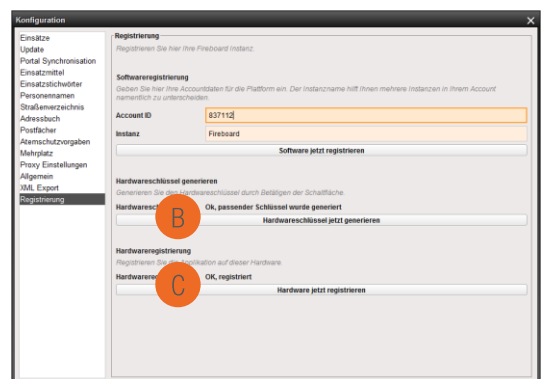 Konfiguration
Einsätze
Update
Portal Synchronisation
Einsatzmittel
Einsatzstichwörter
Personennamen
Straßenverzeichnis
Adressbuch
Postfächer
Atemschutzvorgaben
Mehrplatz
Proxy Einstellungen
Allgemein
XML Export
Registrierung
Registrierung
Registrieren Sie hier Ihre Fireboard Instanz.
Softwareregistrierung
Geben Sie hier Ihre Accountdaten für die Plattform ein. Der Instanzname hilft Ihnen mehrere Instanzen in Ihrem Account
namentlich zu unterscheiden.
Account ID 837112
Instanz Fireboard
Software jetzt registrieren
Hardwareschlüssel generieren
Generieren Sie den Hardwareschlüssel durch Betätigen der Schaltfläche.
Ok, passender Schlüssel wurde generiert
B
Hardwareschlüssel jetzt generieren
Hardwareregistrierung
Registrieren Sie die Applikation auf dieser Hardware.
OK, registriert
C
Hardware jetzt registrieren